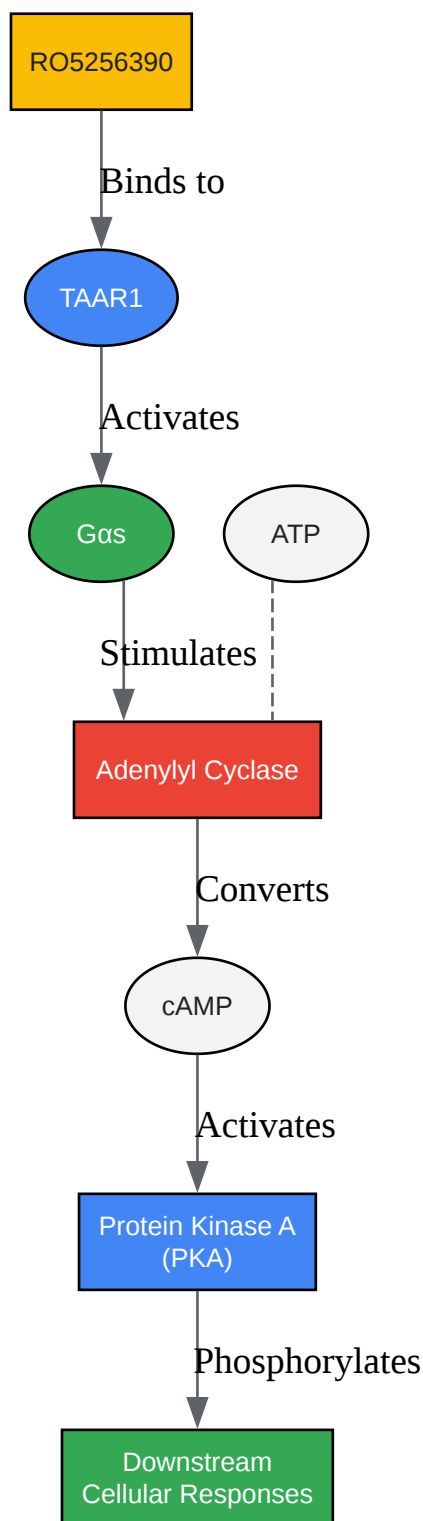 RO5256390
Binds to
TAAR1
Activates
Gαs
ATP
Stimulates
Adenylyl Cyclase
Converts
cAMP
Activates
Protein Kinase A
(PKA)
Phosphorylates
Downstream
Cellular Responses